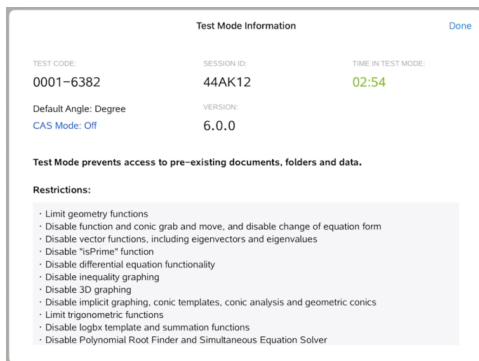 Test Mode Information
Done
TEST CODE:
SESSION ID:
TIME IN TEST MODE:
0001-6382
44AK12
02:54
Default Angle: Degree
VERSION:
CAS Mode: Off
6.0.0
Test Mode prevents access to pre-existing documents, folders and data.
Restrictions:
· Limit geometry functions
· Disable function and conic grab and move, and disable change of equation form
· Disable vector functions, including eigenvectors and eigenvalues
· Disable "isPrime" function
· Disable differential equation functionality
· Disable inequality graphing
· Disable 3D graphing
· Disable implicit graphing, conic templates, conic analysis and geometric conics
· Limit trigonometric functions
· Disable logbx template and summation functions
· Disable Polynomial Root Finder and Simultaneous Equation Solver